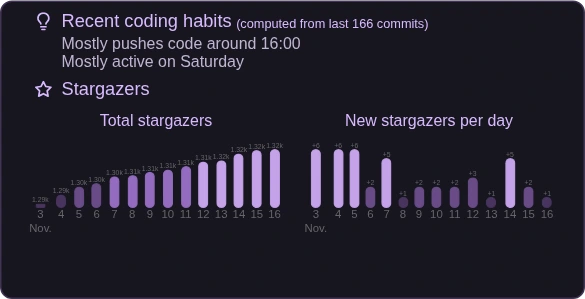 Recent coding habits (computed from last 166 commits)
Mostly pushes code around 16:00
Mostly active on Saturday
Stargazers
Total stargazers
1.29k 1.29k 1.30k 1.30k 1.30k 1.31k 1.31k 1.31k 1.31k 1.31k 1.32k 1.32k 1.32k 1.32k
3 4 5 6 7 8 9 10 11 12 13 14 15 16
Nov.
New stargazers per day
+6 +6 +6 +2 +5 +1 +2 +2 +2 +3 +1 +5 +2 +1
3 4 5 6 7 8 9 10 11 12 13 14 15 16
Nov.